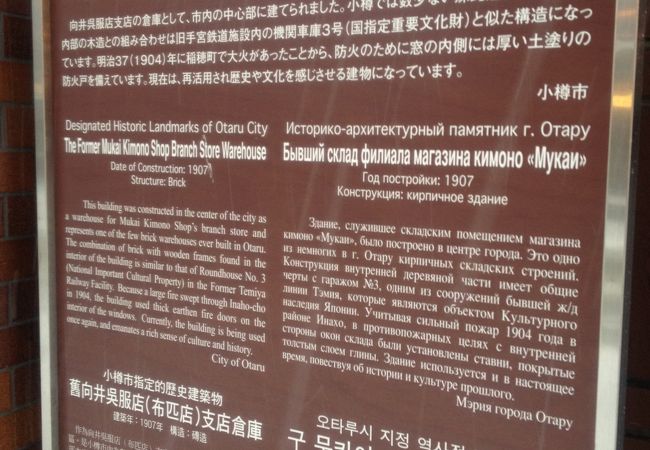 向井呉服店支店の倉庫として、市内の中心部に建てられました。小樽では数少ない
内部の木造との組み合わせは旧手宮鉄道施設内の機関車庫3号(国指定重要文化財)と似た構造になっ
ています。明治37(1904)年に稲穂町で大火があったことから、防火のために窓の内側には厚い土塗りの
防火戸を備えています。現在は、再活用され歴史や文化を感じさせる建物になっています。
小樽市
Designated Historic Landmarks of Otaru City
The Former Mukai Kimono Shop Branch Store Warehouse
Date of Construction: 1907
Structure: Brick
This building was constructed in the center of the city as
a warehouse for Mukai Kimono Shop's branch store and
represents one of the few brick warehouses ever built in Otaru.
The combination of brick with wooden frames found in the
interior of the building is similar to that of Roundhouse No. 3
(National Important Cultural Property) in the Former Temiya
Railway Facility. Because a large fire swept through Inaho-cho
in 1904, the building used thick earthen fire doors on the
interior of the windows. Currently, the building is being used
once again, and emanates a rich sense of culture and history.
City of Otaru
Историко-архитектурный памятник г. Отару
Бывший склад филиала магазина кимоно «Мукаи»
Год постройки: 1907
Конструкция: кирпичное здание
Здание, служившее складским помещением магазина
кимоно «Мукаи», было построено в центре города. Это одно
из немногих в г. Отару кирпичных складских строений.
Конструкция внутренней деревяной части имеет общие
черты с гаражом №3, одним из сооружений бывшей ж/д
линии Тэмия, которые являются объектом Культурного
наследия Японии. Учитывая сильный пожар 1904 года в
районе Инахо, в противопожарных целях с внутренней
стороны окон склада были установлены ставни, покрытые
толстым слоем глины. Здание используется и в настоящее
время, повествуя об истории и культуре прошлого.
Мэрия города Отару
小樽市指定的歷史建築物
舊向井吳服店(布匹店)支店倉庫
建築年：1907年 構造：磚造
作為向井吳服店(布匹店)
오타루시 지정 역사
구 무카이